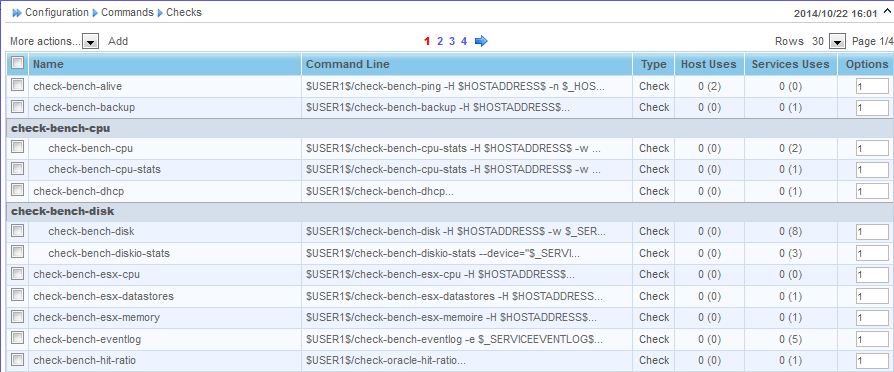 Configuration Commands Checks 2014/10/22 16:01
More actions... Add 1 2 3 4 Rows 30 Page 1/4
Name Command Line Type Host Uses Services Uses Options
check-bench-alive $USER1$/check-bench-ping -H $HOSTADDRESS$ -n $_HOS... Check 0 (2) 0 (0) 1
check-bench-backup $USER1$/check-bench-backup -H $HOSTADDRESS$... Check 0 (0) 0 (1) 1
check-bench-cpu
check-bench-cpu $USER1$/check-bench-cpu-stats -H $HOSTADDRESS$ -w ... Check 0 (0) 0 (2) 1
check-bench-cpu-stats $USER1$/check-bench-cpu-stats -H $HOSTADDRESS$ -w ... Check 0 (0) 0 (1) 1
check-bench-dhcp $USER1$/check-bench-dhcp... Check 0 (0) 0 (1) 1
check-bench-disk
check-bench-disk $USER1$/check-bench-disk -H $HOSTADDRESS$ -w $_SER... Check 0 (0) 0 (8) 1
check-bench-diskio-stats $USER1$/check-bench-diskio-stats --device="$_SERVI... Check 0 (0) 0 (3) 1
check-bench-esx-cpu $USER1$/check-bench-esx-cpu -H $HOSTADDRESS$... Check 0 (0) 0 (0) 1
check-bench-esx-datastores $USER1$/check-bench-esx-datastores -H $HOSTADDRESS... Check 0 (0) 0 (1) 1
check-bench-esx-memory $USER1$/check-bench-esx-memoire -H $HOSTADDRESS$... Check 0 (0) 0 (1) 1
check-bench-eventlog $USER1$/check-bench-eventlog -e $_SERVICEEVENTLOG$... Check 0 (0) 0 (5) 1
check-bench-hit-ratio $USER1$/check-oracle-hit-ratio... Check 0 (0) 0 (1) 1